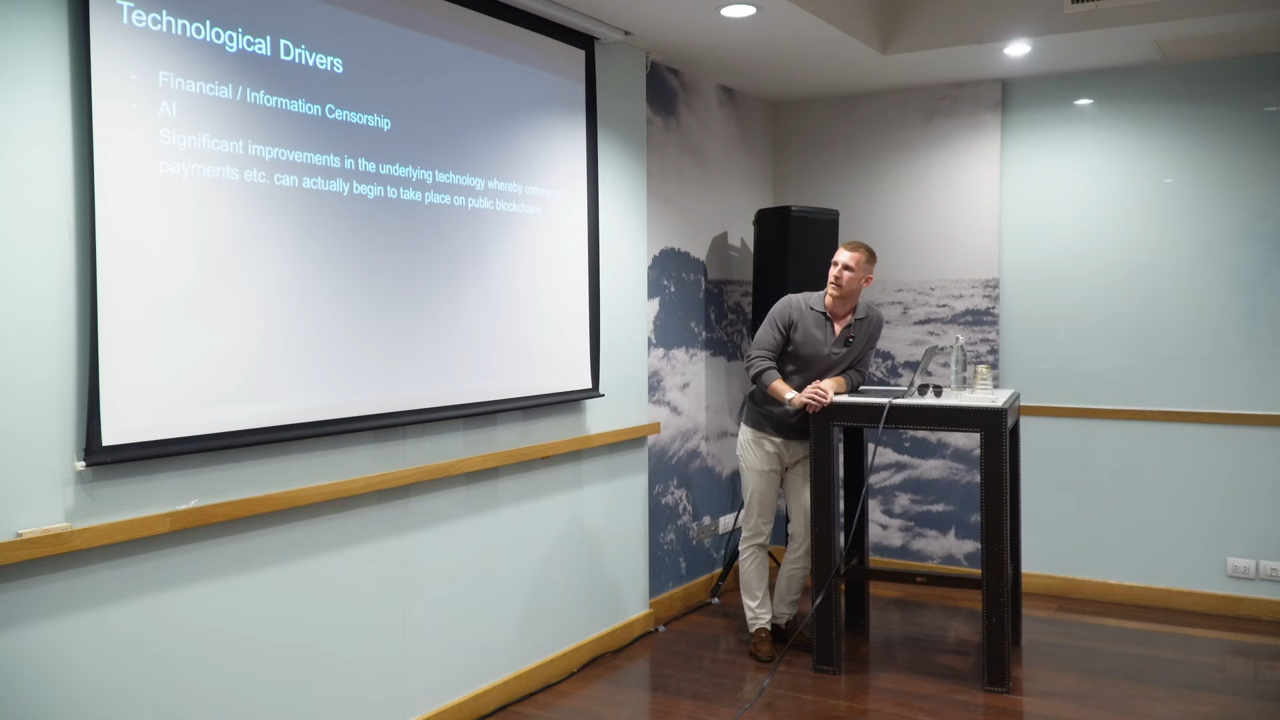 Technological Drivers
- Financial / Information Censorship
- AI
- Significant improvements in the underlying technology whereby
payments etc. can actually begin to take place on public blockchains